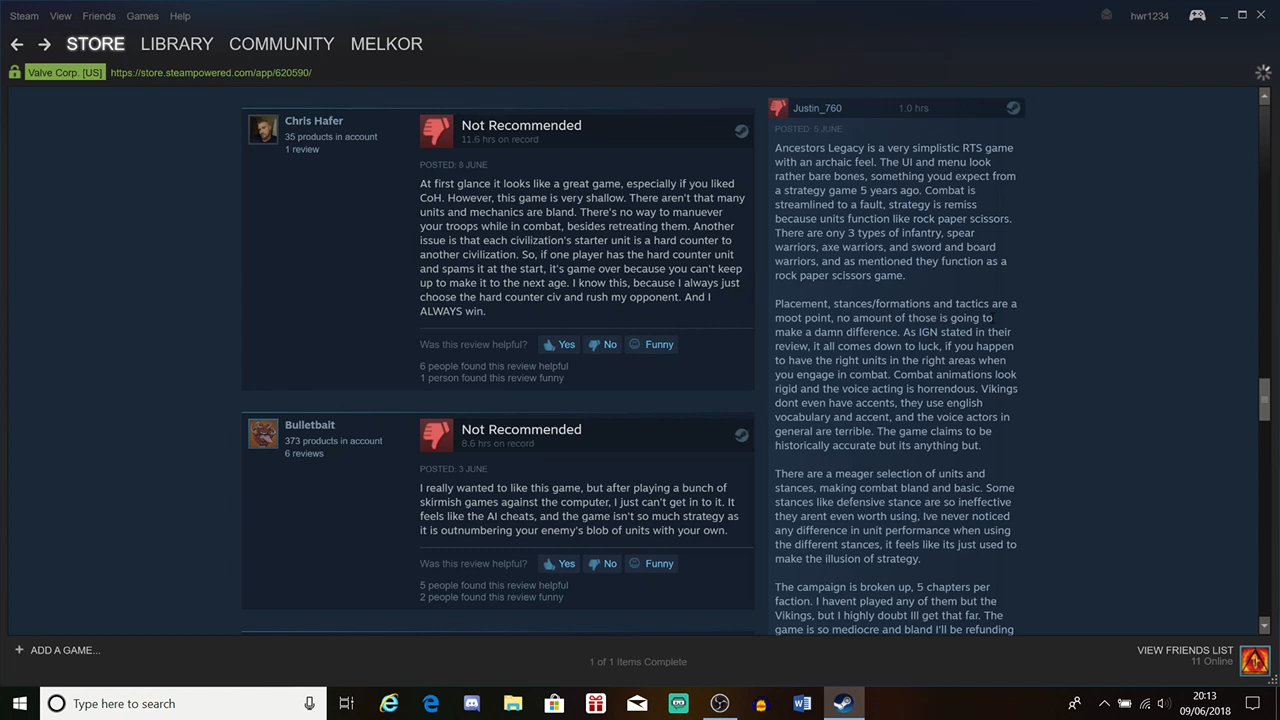 Steam View Friends Games Help
hwr1234
STORE LIBRARY COMMUNITY MELKOR
Valve Corp. [US] https://store.steampowered.com/app/620590/
Chris Hafer
35 products in account
1 review
Not Recommended
11.6 hrs on record
POSTED: 8 JUNE
At first glance it looks like a great game, especially if you liked
CoH. However, this game is very shallow. There aren't that many
units and mechanics are bland. There's no way to manuever
your troops while in combat, besides retreating them. Another
issue is that each civilization's starter unit is a hard counter to
another civilization. So, if one player has the hard counter unit
and spams it at the start, it's game over because you can't keep
up to make it to the next age. I know this, because I always just
choose the hard counter civ and rush my opponent. And I
ALWAYS win.
Was this review helpful? Yes No Funny
6 people found this review helpful
1 person found this review funny
Bulletbait
373 products in account
6 reviews
Not Recommended
8.6 hrs on record
POSTED: 3 JUNE
I really wanted to like this game, but after playing a bunch of
skirmish games against the computer, I just can't get in to it. It
feels like the AI cheats, and the game isn't so much strategy as
it is outnumbering your enemy's blob of units with your own.
Was this review helpful? Yes No Funny
5 people found this review helpful
2 people found this review funny
Justin_760 1.0 hrs
POSTED: 5 JUNE
Ancestors Legacy is a very simplistic RTS game
with an archaic feel. The UI and menu look
rather bare bones, something youd expect from
a strategy game 5 years ago. Combat is
streamlined to a fault, strategy is remiss
because units function like rock paper scissors.
There are ony 3 types of infantry, spear
warriors, axe warriors, and sword and board
warriors, and as mentioned they function as a
rock paper scissors game.
Placement, stances/formations and tactics are a
moot point, no amount of those is going to
make a damn difference. As IGN stated in their
review, it all comes down to luck, if you happen
to have the right units in the right areas when
you engage in combat. Combat animations look
rigid and the voice acting is horrendous. Vikings
dont even have accents, they use english
vocabulary and accent, and the voice actors in
general are terrible. The game claims to be
historically accurate but its anything but.
There are a meager selection of units and
stances, making combat bland and basic. Some
stances like defensive stance are so ineffective
they arent even worth using, Ive never noticed
any difference in unit performance when using
the different stances, it feels like its just used to
make the illusion of strategy.
The campaign is broken up, 5 chapters per
faction. I havent played any of them but the
Vikings, but I highly doubt Ill get that far. The
game is so mediocre and bland I'll be refunding
ADD A GAME...
1 of 1 Items Complete
VIEW FRIENDS LIST
11 Online
Type here to search
20:13
09/06/2018